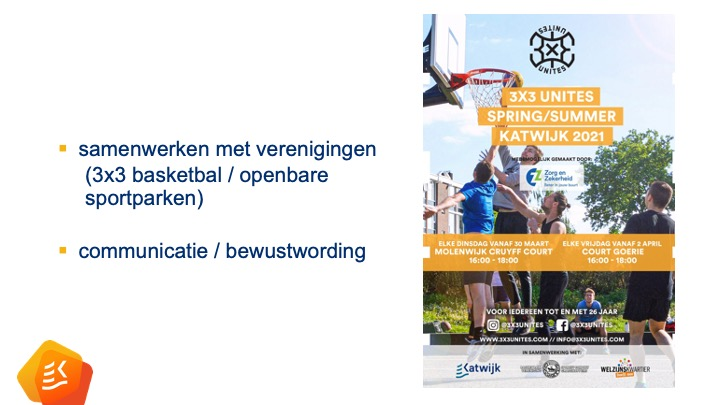 samenwerken met verenigingen
(3x3 basketbal / openbare
sportparken)
communicatie / bewustwording
UNITES
3X3
UNITES
3X3 UNITES
SPRING/SUMMER
KATWIJK 2021
MEDE MOGELIJK GEMAAKT DOOR:
Zorg en
Zekerheid
ELKE DINSDAG VANAF 30 MAART
MOLENWIJK CRUYFF COURT
16:00 - 18:00
ELKE VRIJDAG VANAF 2 APRIL
COURT GOERIE
16:00 - 18:00
VOOR IEDEREEN TOT EN MET 26 JAAR
@3X3UNITES
@3X3UNITES
WWW.3X3UNITES.COM // INFO@3X3UNITES.COM
IN SAMENWERKING MET:
Katwijk
WELZIJNSKWARTIER